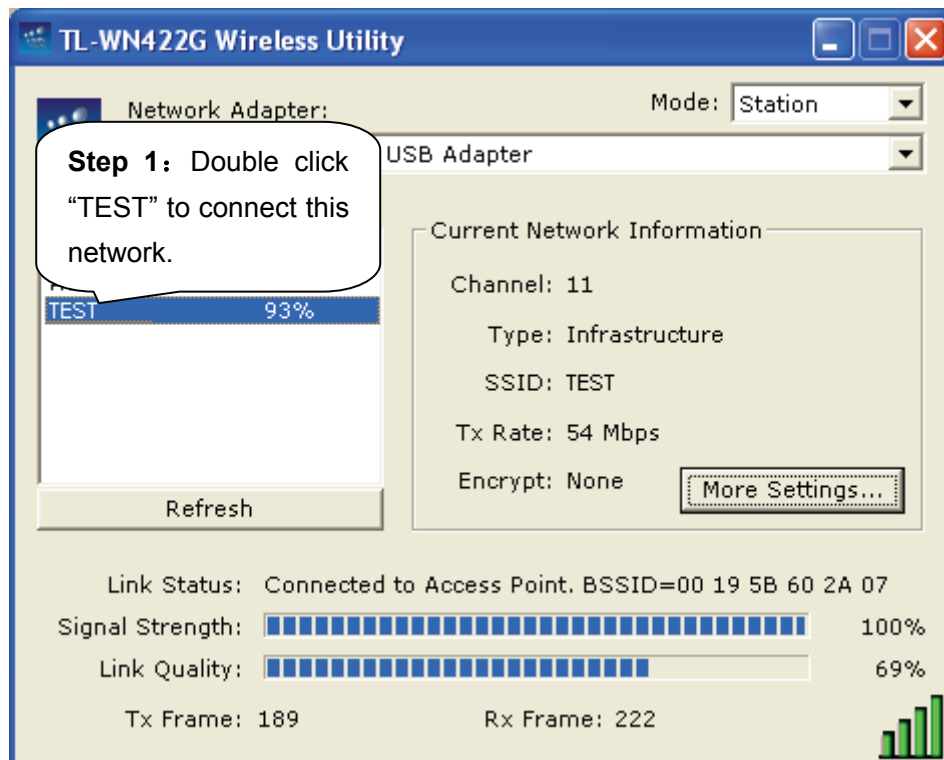 TL-WN422G Wireless Utility
Network Adapter:
Mode: Station
USB Adapter
Step 1：Double click
“TEST” to connect this
network.
TEST 93%
Refresh
Current Network Information
Channel: 11
Type: Infrastructure
SSID: TEST
Tx Rate: 54 Mbps
Encrypt: None
More Settings...
Link Status: Connected to Access Point. BSSID=00 19 5B 60 2A 07
Signal Strength: 100%
Link Quality: 69%
Tx Frame: 189 Rx Frame: 222